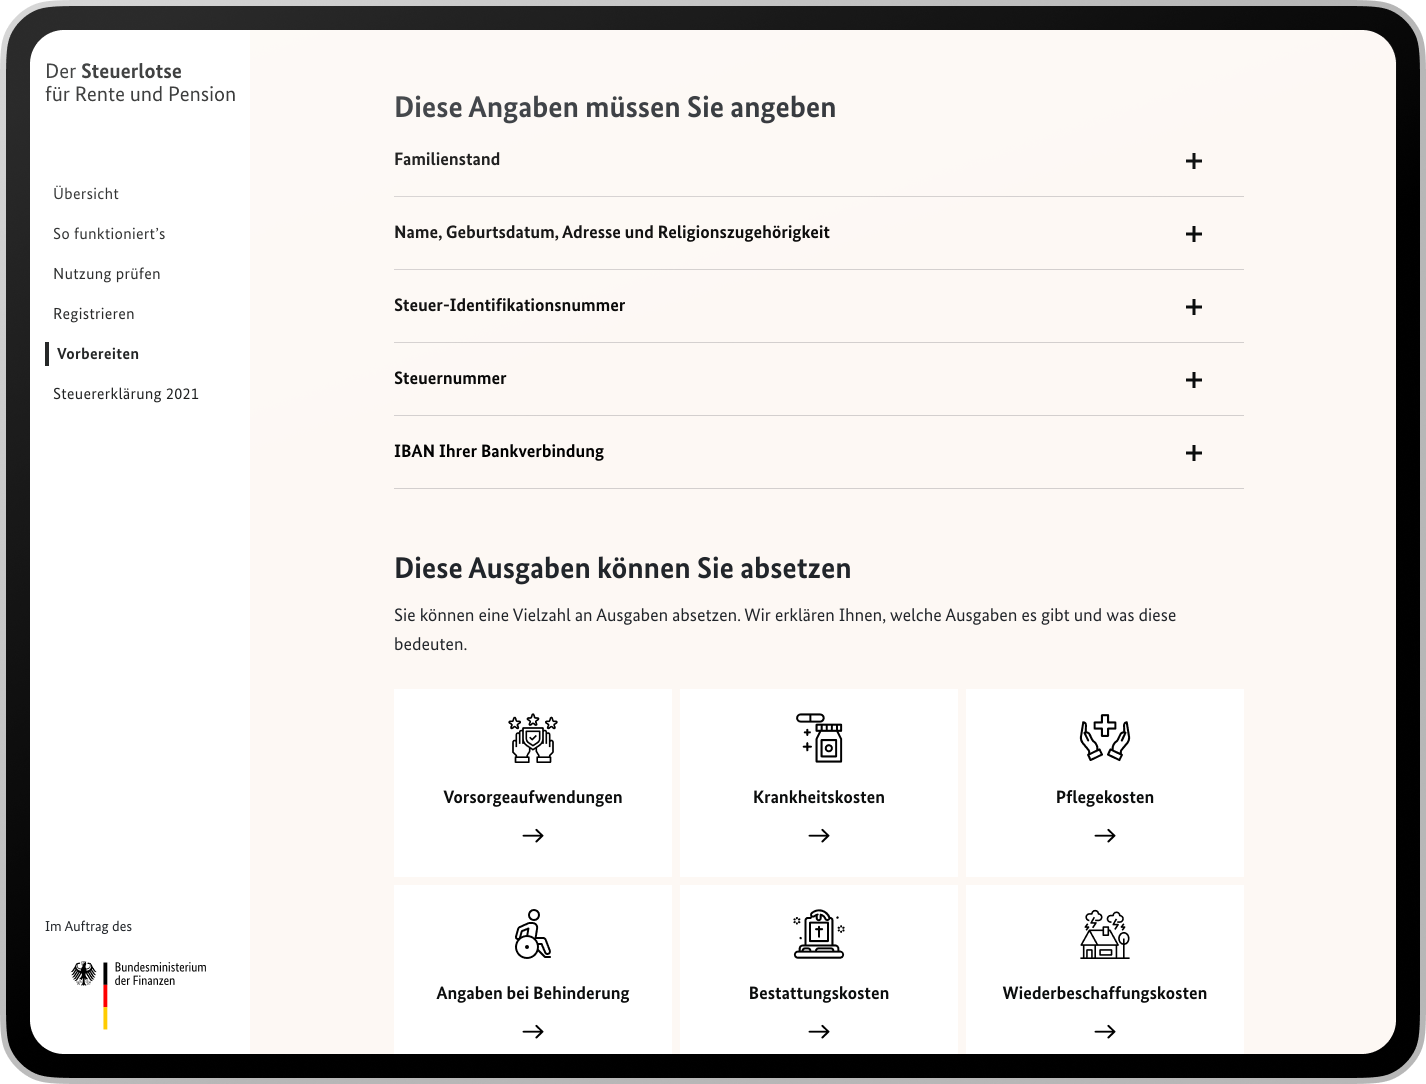 Der Steuerlotse
für Rente und Pension
Übersicht
So funktioniert’s
Nutzung prüfen
Registrieren
Vorbereiten
Steuererklärung 2021
Im Auftrag des
Bundesministerium
der Finanzen
Diese Angaben müssen Sie angeben
Familienstand
Name, Geburtsdatum, Adresse und Religionszugehörigkeit
Steuer-Identifikationsnummer
Steuernummer
IBAN Ihrer Bankverbindung
Diese Ausgaben können Sie absetzen
Sie können eine Vielzahl an Ausgaben absetzen. Wir erklären Ihnen, welche Ausgaben es gibt und was diese
bedeuten.
Vorsorgeaufwendungen
Krankheitskosten
Pflegekosten
Angaben bei Behinderung
Bestattungskosten
Wiederbeschaffungskosten